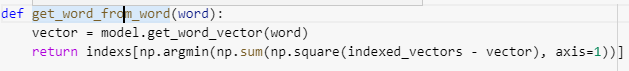 def get_word_from_word(word):
    vector = model.get_word_vector(word)
    return indexs[np.argmin(np.sum(np.square(indexed_vectors - vector), axis=1))]